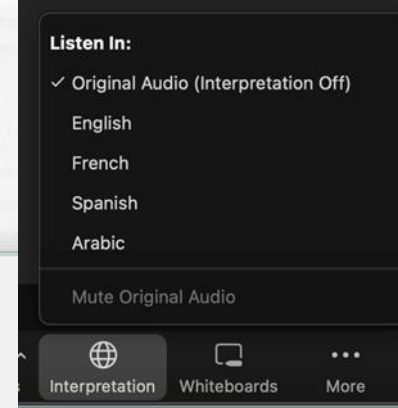 Listen In:
✓ Original Audio (Interpretation Off)
English
French
Spanish
Arabic
Mute Original Audio
Interpretation Whiteboards More